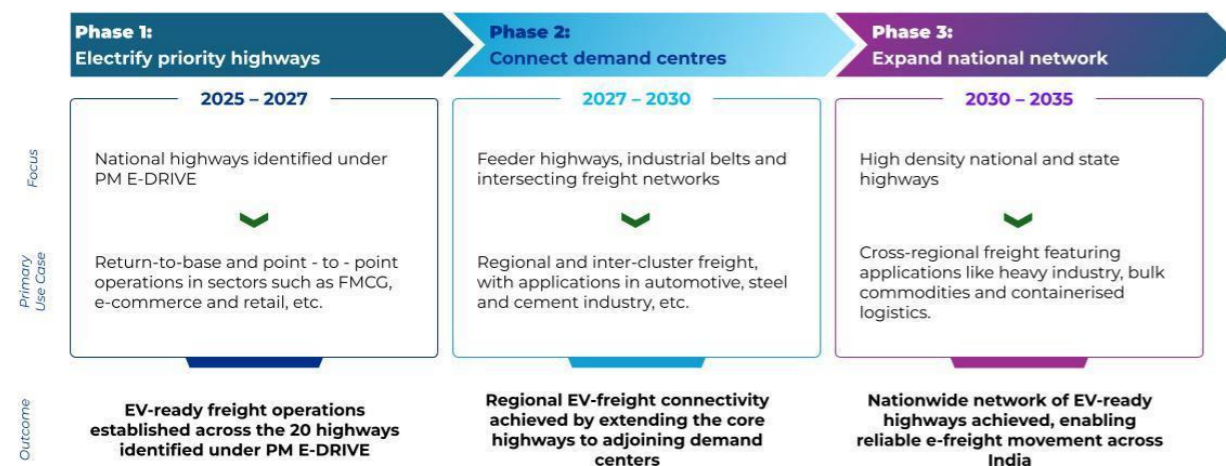 Phase 1:
Electrify priority highways
Phase 2:
Connect demand centres
Phase 3:
Expand national network
2025 – 2027
2027 – 2030
2030 – 2035
Focus
National highways identified under
PM E-DRIVE
Feeder highways, industrial belts and
intersecting freight networks
High density national and state
highways
Primary
Use Case
Return-to-base and point - to - point
operations in sectors such as FMCG,
e-commerce and retail, etc.
Regional and inter-cluster freight,
with applications in automotive, steel
and cement industry, etc.
Cross-regional freight featuring
applications like heavy industry, bulk
commodities and containerised
logistics.
Outcome
EV-ready freight operations
established across the 20 highways
identified under PM E-DRIVE
Regional EV-freight connectivity
achieved by extending the core
highways to adjoining demand
centers
Nationwide network of EV-ready
highways achieved, enabling
reliable e-freight movement across
India